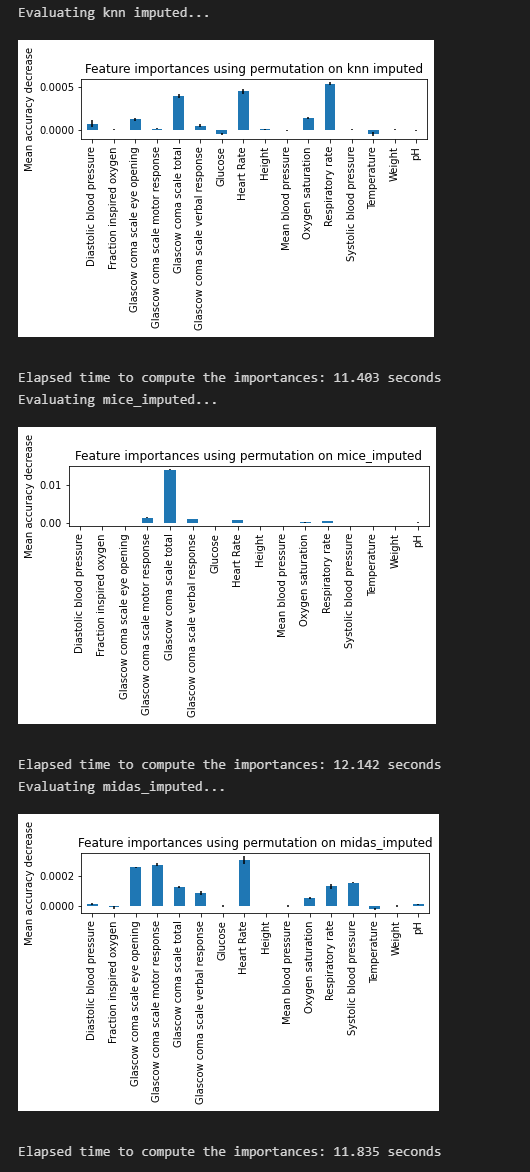 Evaluating knn imputed...
Feature importances using permutation on knn imputed
Mean accuracy decrease
0.0005
0.0000
Diastolic blood pressure
Fraction inspired oxygen
Glascow coma scale eye opening
Glascow coma scale motor response
Glascow coma scale total
Glascow coma scale verbal response
Glucose
Heart Rate
Height
Mean blood pressure
Oxygen saturation
Respiratory rate
Systolic blood pressure
Temperature
Weight
pH
Elapsed time to compute the importances: 11.403 seconds
Evaluating mice_imputed...
Feature importances using permutation on mice_imputed
Mean accuracy decrease
0.01
0.00
Diastolic blood pressure
Fraction inspired oxygen
Glascow coma scale eye opening
Glascow coma scale motor response
Glascow coma scale total
Glascow coma scale verbal response
Glucose
Heart Rate
Height
Mean blood pressure
Oxygen saturation
Respiratory rate
Systolic blood pressure
Temperature
Weight
pH
Elapsed time to compute the importances: 12.142 seconds
Evaluating midas_imputed...
Feature importances using permutation on midas_imputed
Mean accuracy decrease
0.0002
0.0000
Diastolic blood pressure
Fraction inspired oxygen
Glascow coma scale eye opening
Glascow coma scale motor response
Glascow coma scale total
Glascow coma scale verbal response
Glucose
Heart Rate
Height
Mean blood pressure
Oxygen saturation
Respiratory rate
Systolic blood pressure
Temperature
Weight
pH
Elapsed time to compute the importances: 11.835 seconds